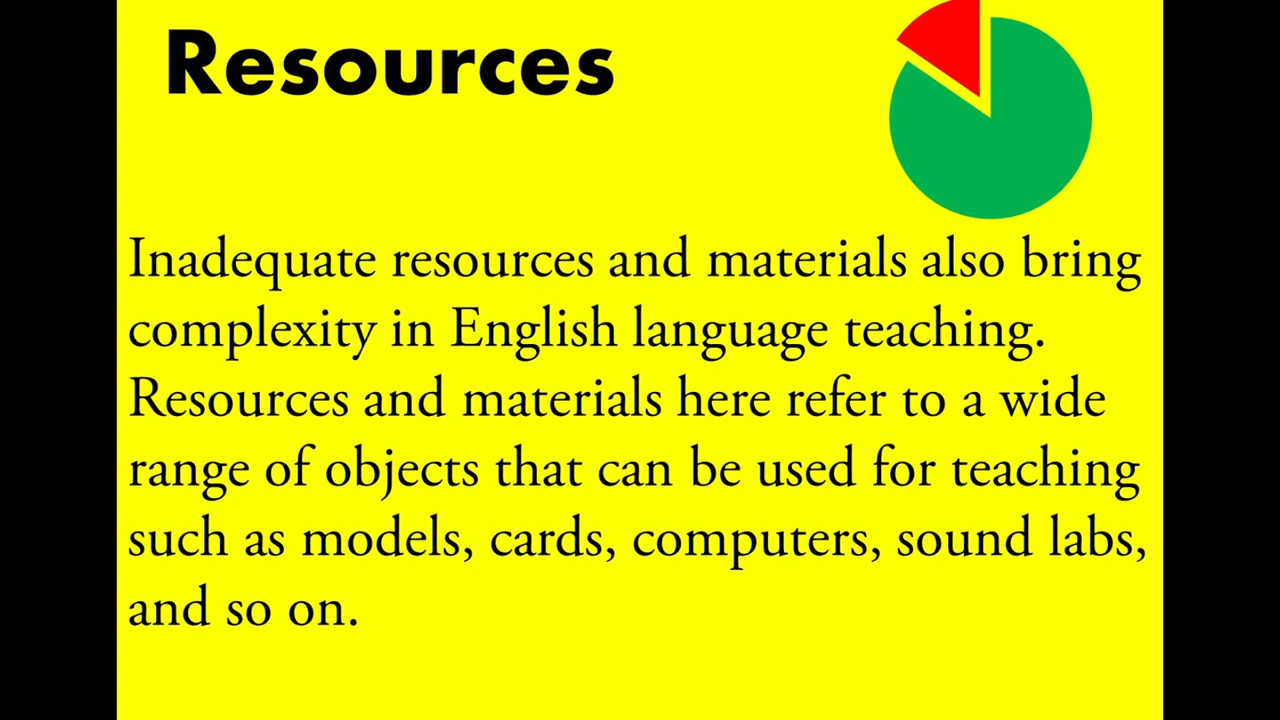 Resources
Inadequate resources and materials also bring
complexity in English language teaching.
Resources and materials here refer to a wide
range of objects that can be used for teaching
such as models, cards, computers, sound labs,
and so on.